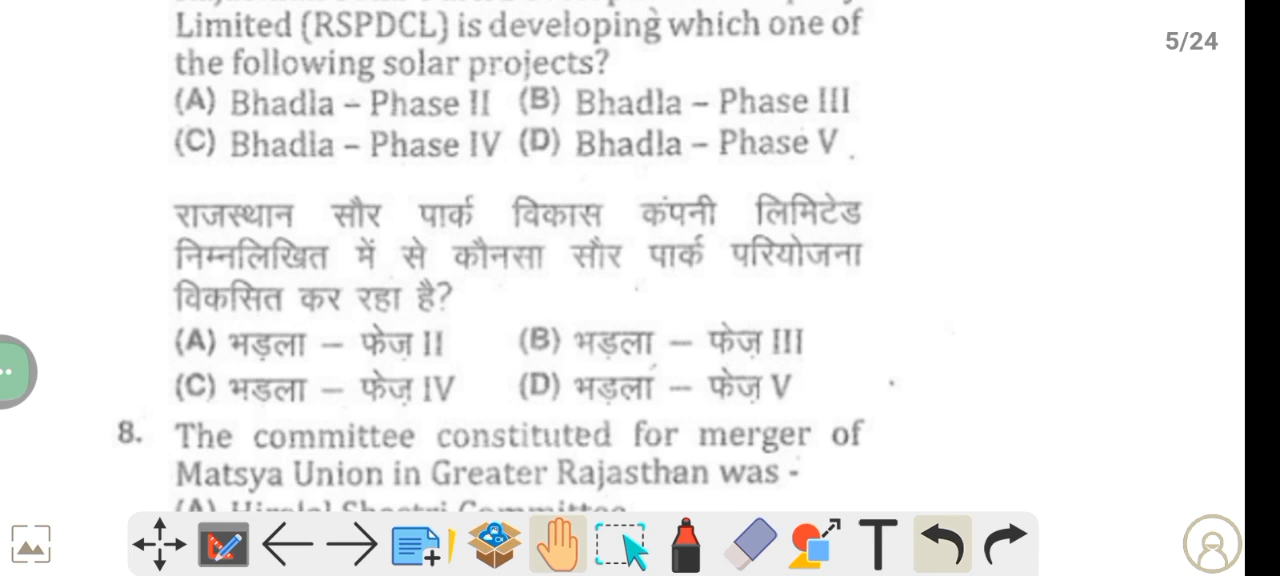 Limited (RSPDCL) is developing which one of
5/24
the following solar projects?
(A) Bhadla – Phase II (B) Bhadla – Phase III
(C) Bhadla – Phase IV (D) Bhadla – Phase V
राजस्थान सौर पार्क विकास कंपनी लिमिटेड
निम्नलिखित में से कौनसा सौर पार्क परियोजना
विकसित कर रहा है?
(A) भड़ला – फेज़ II (B) भड़ला – फेज़ III
(C) भडला – फेज़ IV (D) भड़ला – फेज़ V
8. The committee constituted for merger of
Matsya Union in Greater Rajasthan was -
T